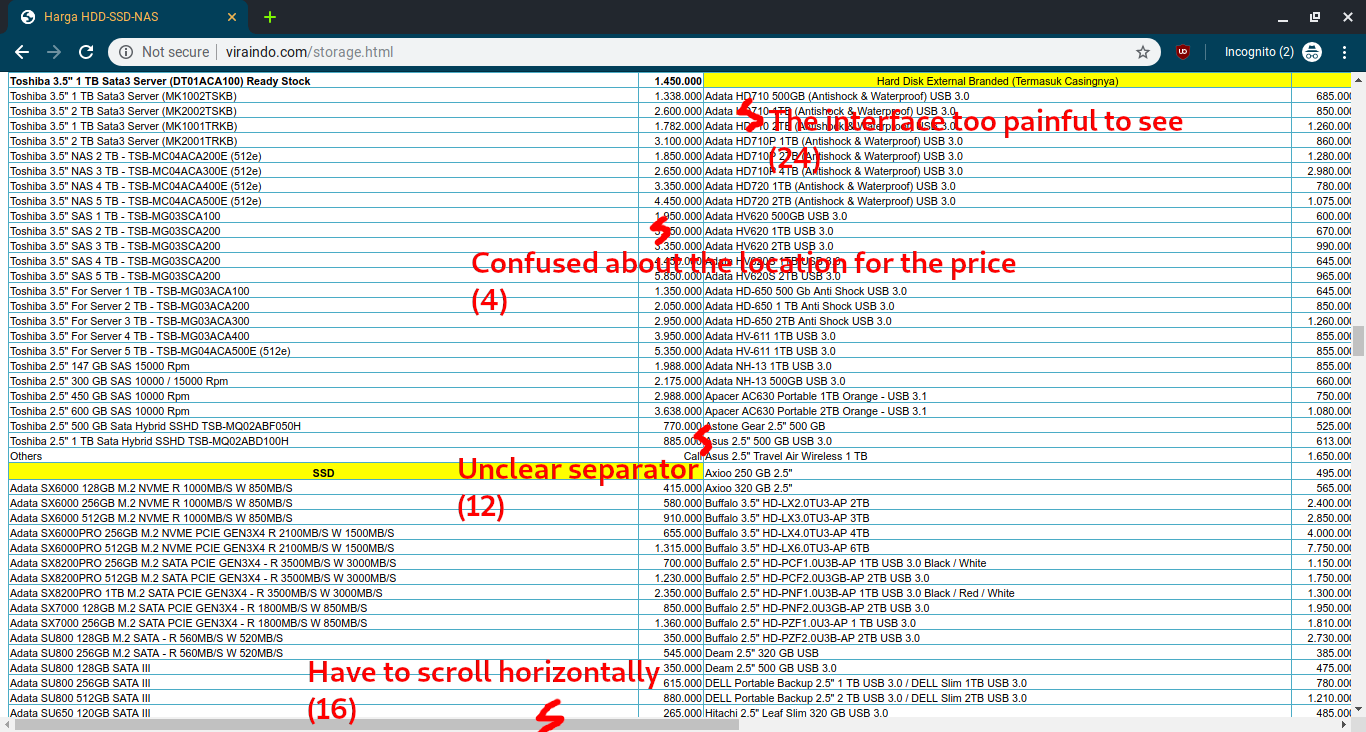 Harga HDD-SSD-NAS
Not secure viraindo.com/storage.html Incognito (2)
Toshiba 3.5" 1 TB Sata3 Server (DT01ACA100) Ready Stock 1.450.000 Hard Disk External Branded (Termasuk Casingnya)
Toshiba 3.5" 1 TB Sata3 Server (MK1002TSKB) 1.338.000 Adata HD710 500GB (Antishock & Waterproof) USB 3.0 685.000
Toshiba 3.5" 2 TB Sata3 Server (MK2002TSKB) 2.600.000 Adata HD710 1TB (Antishock & Waterproof) USB 3.0 850.000
The interface too painful to see
(24)
Toshiba 3.5" 1 TB Sata3 Server (MK1001TRKB) 1.782.000 Adata HD710 2TB (Antishock & Waterproof) USB 3.0 1.260.000
Toshiba 3.5" 2 TB Sata3 Server (MK2001TRKB) 3.100.000 Adata HD710P 1TB (Antishock & Waterproof) USB 3.0 860.000
Toshiba 3.5" NAS 2 TB - TSB-MC04ACA200E (512e) 1.850.000 Adata HD710P 2TB (Antishock & Waterproof) USB 3.0 1.280.000
Toshiba 3.5" NAS 3 TB - TSB-MC04ACA300E (512e) 2.650.000 Adata HD710P 4TB (Antishock & Waterproof) USB 3.0 2.980.000
Toshiba 3.5" NAS 4 TB - TSB-MC04ACA400E (512e) 3.350.000 Adata HD720 1TB (Antishock & Waterproof) USB 3.0 780.000
Toshiba 3.5" NAS 5 TB - TSB-MC04ACA500E (512e) 4.450.000 Adata HD720 2TB (Antishock & Waterproof) USB 3.0 1.075.000
Toshiba 3.5" SAS 1 TB - TSB-MG03SCA100 1.950.000 Adata HV620 500GB USB 3.0 600.000
Toshiba 3.5" SAS 2 TB - TSB-MG03SCA200 Adata HV620 1TB USB 3.0 670.000
Toshiba 3.5" SAS 3 TB - TSB-MG03SCA200 3.350.000 Adata HV620 2TB USB 3.0 990.000
Confused about the location for the price
(4)
Toshiba 3.5" SAS 4 TB - TSB-MG03SCA200 4.450.000 Adata HV620S 1TB USB 3.0 645.000
Toshiba 3.5" SAS 5 TB - TSB-MG03SCA200 5.850.000 Adata HV620S 2TB USB 3.0 965.000
Toshiba 3.5" For Server 1 TB - TSB-MG03ACA100 1.350.000 Adata HD-650 500 Gb Anti Shock USB 3.0 645.000
Toshiba 3.5" For Server 2 TB - TSB-MG03ACA200 2.050.000 Adata HD-650 1 TB Anti Shock USB 3.0 850.000
Toshiba 3.5" For Server 3 TB - TSB-MG03ACA300 2.950.000 Adata HD-650 2TB Anti Shock USB 3.0 1.260.000
Toshiba 3.5" For Server 4 TB - TSB-MG03ACA400 3.950.000 Adata HV-611 1TB USB 3.0 855.000
Toshiba 3.5" For Server 5 TB - TSB-MG04ACA500E (512e) 5.350.000 Adata HV-611 1TB USB 3.0 855.000
Toshiba 2.5" 147 GB SAS 15000 Rpm 1.988.000 Adata NH-13 1TB USB 3.0 855.000
Toshiba 2.5" 300 GB SAS 10000 / 15000 Rpm 2.175.000 Adata NH-13 500GB USB 3.0 660.000
Toshiba 2.5" 450 GB SAS 10000 Rpm 2.988.000 Apacer AC630 Portable 1TB Orange - USB 3.1 750.000
Toshiba 2.5" 600 GB SAS 10000 Rpm 3.638.000 Apacer AC630 Portable 2TB Orange - USB 3.1 1.080.000
Toshiba 2.5" 500 GB Sata Hybrid SSHD TSB-MQ02ABF050H 770.000 Astone Gear 2.5" 500 GB 525.000
Toshiba 2.5" 1 TB Sata Hybrid SSHD TSB-MQ02ABD100H 885.000 Asus 2.5" 500 GB USB 3.0 613.000
Others Call Asus 2.5" Travel Air Wireless 1 TB 1.650.000
SSD Axioo 250 GB 2.5" 495.000
Unclear separator
(12)
Adata SX6000 128GB M.2 NVME R 1000MB/S W 850MB/S 415.000 Axioo 320 GB 2.5" 565.000
Adata SX6000 256GB M.2 NVME R 1000MB/S W 850MB/S 580.000 Buffalo 3.5" HD-LX2.0TU3-AP 2TB 2.400.000
Adata SX6000 512GB M.2 NVME R 1000MB/S W 850MB/S 910.000 Buffalo 3.5" HD-LX3.0TU3-AP 3TB 2.850.000
Adata SX6000PRO 256GB M.2 NVME PCIE GEN3X4 R 2100MB/S W 1500MB/S 655.000 Buffalo 3.5" HD-LX4.0TU3-AP 4TB 4.000.000
Adata SX6000PRO 512GB M.2 NVME PCIE GEN3X4 R 2100MB/S W 1500MB/S 1.315.000 Buffalo 3.5" HD-LX6.0TU3-AP 6TB 7.750.000
Adata SX8200PRO 256GB M.2 SATA PCIE GEN3X4 - R 3500MB/S W 3000MB/S 700.000 Buffalo 2.5" HD-PCF1.0U3B-AP 1TB USB 3.0 Black / White 1.150.000
Adata SX8200PRO 512GB M.2 SATA PCIE GEN3X4 - R 3500MB/S W 3000MB/S 1.230.000 Buffalo 2.5" HD-PCF2.0U3GB-AP 2TB USB 3.0 1.750.000
Adata SX8200PRO 1TB M.2 SATA PCIE GEN3X4 - R 3500MB/S W 3000MB/S 2.350.000 Buffalo 2.5" HD-PNF1.0U3B-AP 1TB USB 3.0 Black / Red / White 1.300.000
Adata SX7000 128GB M.2 SATA PCIE GEN3X4 - R 1800MB/S W 850MB/S 850.000 Buffalo 2.5" HD-PNF2.0U3GB-AP 2TB USB 3.0 1.950.000
Adata SX7000 256GB M.2 SATA PCIE GEN3X4 - R 1800MB/S W 850MB/S 1.360.000 Buffalo 2.5" HD-PZF1.0U3-AP 1 TB USB 3.0 1.810.000
Adata SU800 128GB M.2 SATA - R 560MB/S W 520MB/S 350.000 Buffalo 2.5" HD-PZF2.0U3B-AP 2TB USB 3.0 2.730.000
Adata SU800 256GB M.2 SATA - R 560MB/S W 520MB/S 545.000 Deam 2.5" 320 GB USB 385.000
Adata SU800 128GB SATA III 350.000 Deam 2.5" 500 GB USB 3.0 475.000
Have to scroll horizontally
(16)
Adata SU800 256GB SATA III 615.000 DELL Portable Backup 2.5" 1 TB USB 3.0 / DELL Slim 1TB USB 3.0 780.000
Adata SU800 512GB SATA III 880.000 DELL Portable Backup 2.5" 2 TB USB 3.0 / DELL Slim 2TB USB 3.0 1.210.000
Adata SU650 120GB SATA III 265.000 Hitachi 2.5" Leaf Slim 320 GB USB 3.0 485.000